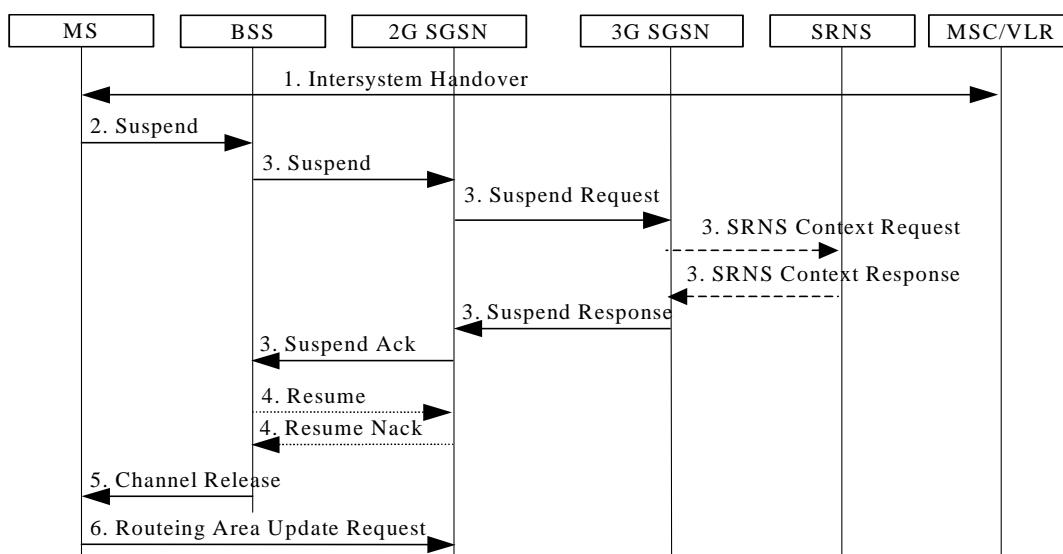 MS BSS 2G SGSN 3G SGSN SRNS MSC/VLR
1. Intersystem Handover
2. Suspend
3. Suspend
3. Suspend Request
3. SRNS Context Request
3. SRNS Context Response
3. Suspend Response
3. Suspend Ack
4. Resume
4. Resume Nack
5. Channel Release
6. Routeing Area Update Request